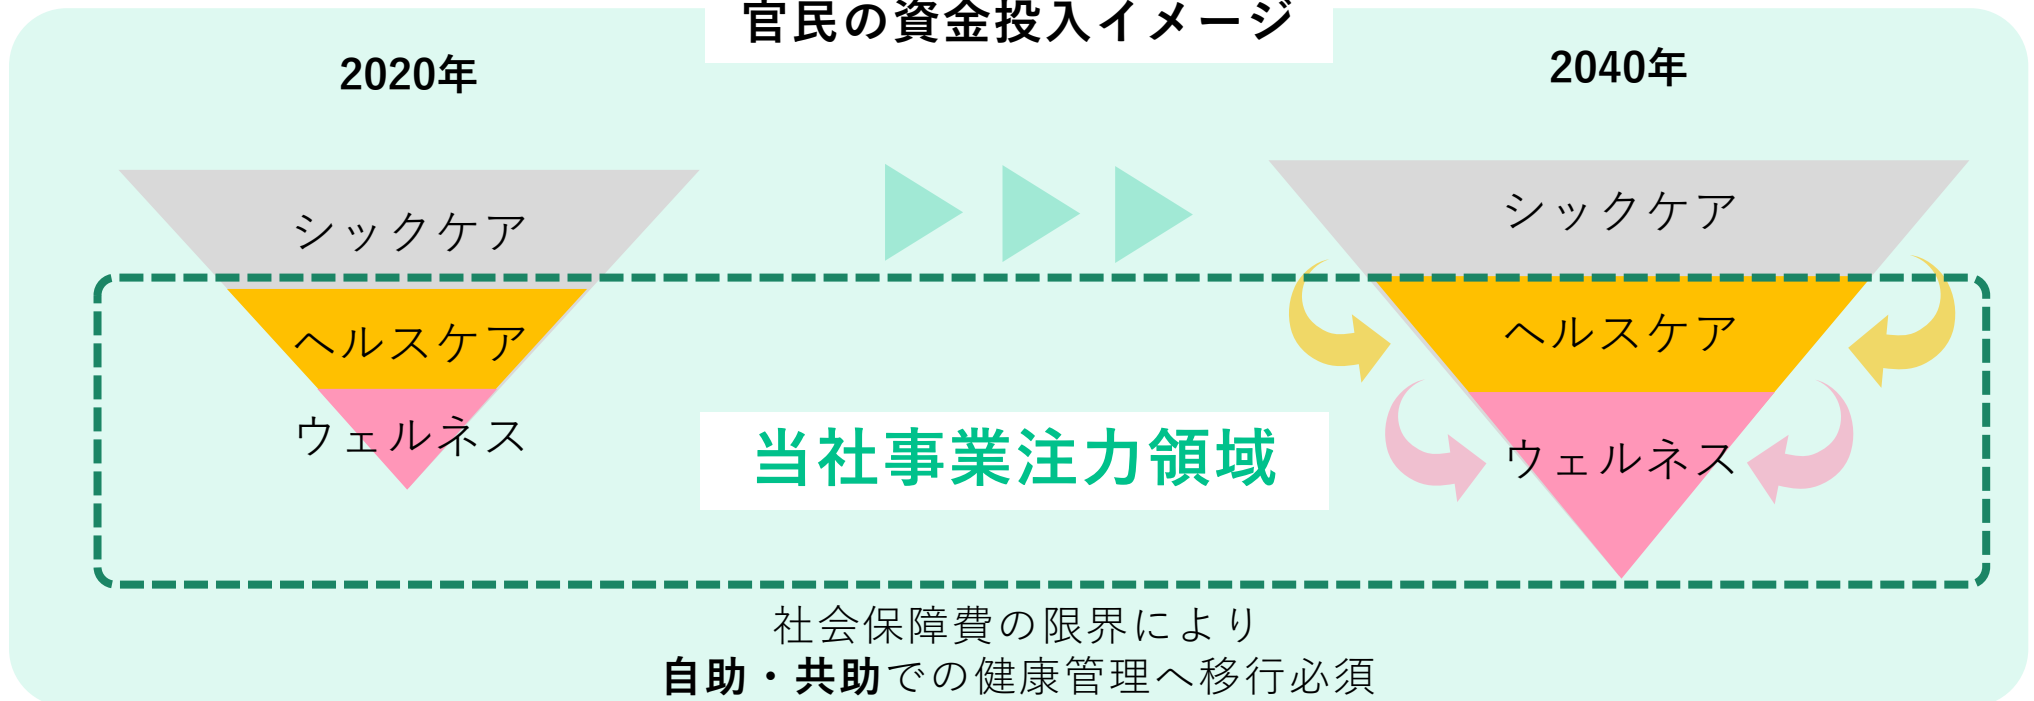 官民の資金投入イメージ
2020年
2040年
シックケア
ヘルスケア
ウェルネス
シックケア
ヘルスケア
ウェルネス
当社事業注力領域
社会保障費の限界により
自助・共助での健康管理へ移行必須